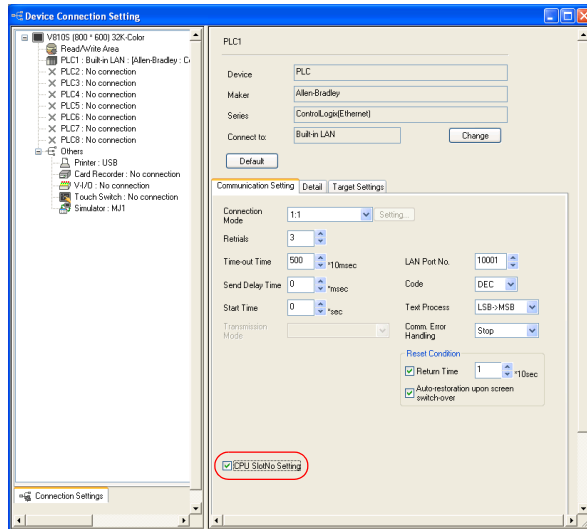 Device Connection Setting
V810S (800 * 600) 32K-Color
Read/Write Area
PLC1 : Built-in LAN : [Allen-Bradley : C
PLC2 : No connection
PLC3 : No connection
PLC4 : No connection
PLC5 : No connection
PLC6 : No connection
PLC7 : No connection
PLC8 : No connection
Others
Printer : USB
Card Recorder : No connection
V-I/O : No connection
Touch Switch : No connection
Simulator : MJ1
Connection Settings
PLC1
Device PLC
Maker Allen-Bradley
Series ControlLogix(Ethernet)
Connect to: Built-in LAN Change
Default
Communication Setting Detail Target Settings
Connection Mode 1:1 Setting...
Retrials 3
Time-out Time 500 *10msec LAN Port No. 10001
Send Delay Time 0 *msec Code DEC
Start Time 0 *sec Text Process LSB->MSB
Transmission Mode Comm. Error Handling Stop
Reset Condition
Return Time 1 *10sec
Auto-restoration upon screen
switch-over
CPU SlotNo Setting